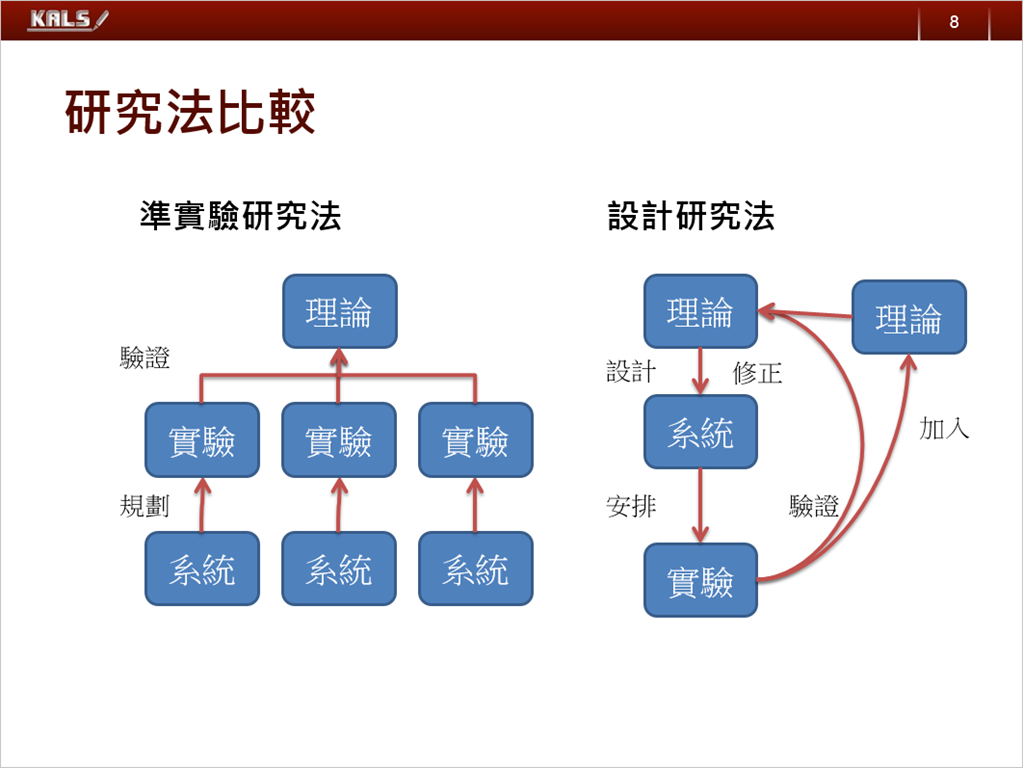 KALS
8
研究法比較
準實驗研究法
理論
驗證
實驗 實驗 實驗
規劃
系統 系統 系統
設計研究法
理論 理論
設計 修正
系統
加入
安排 驗證
實驗